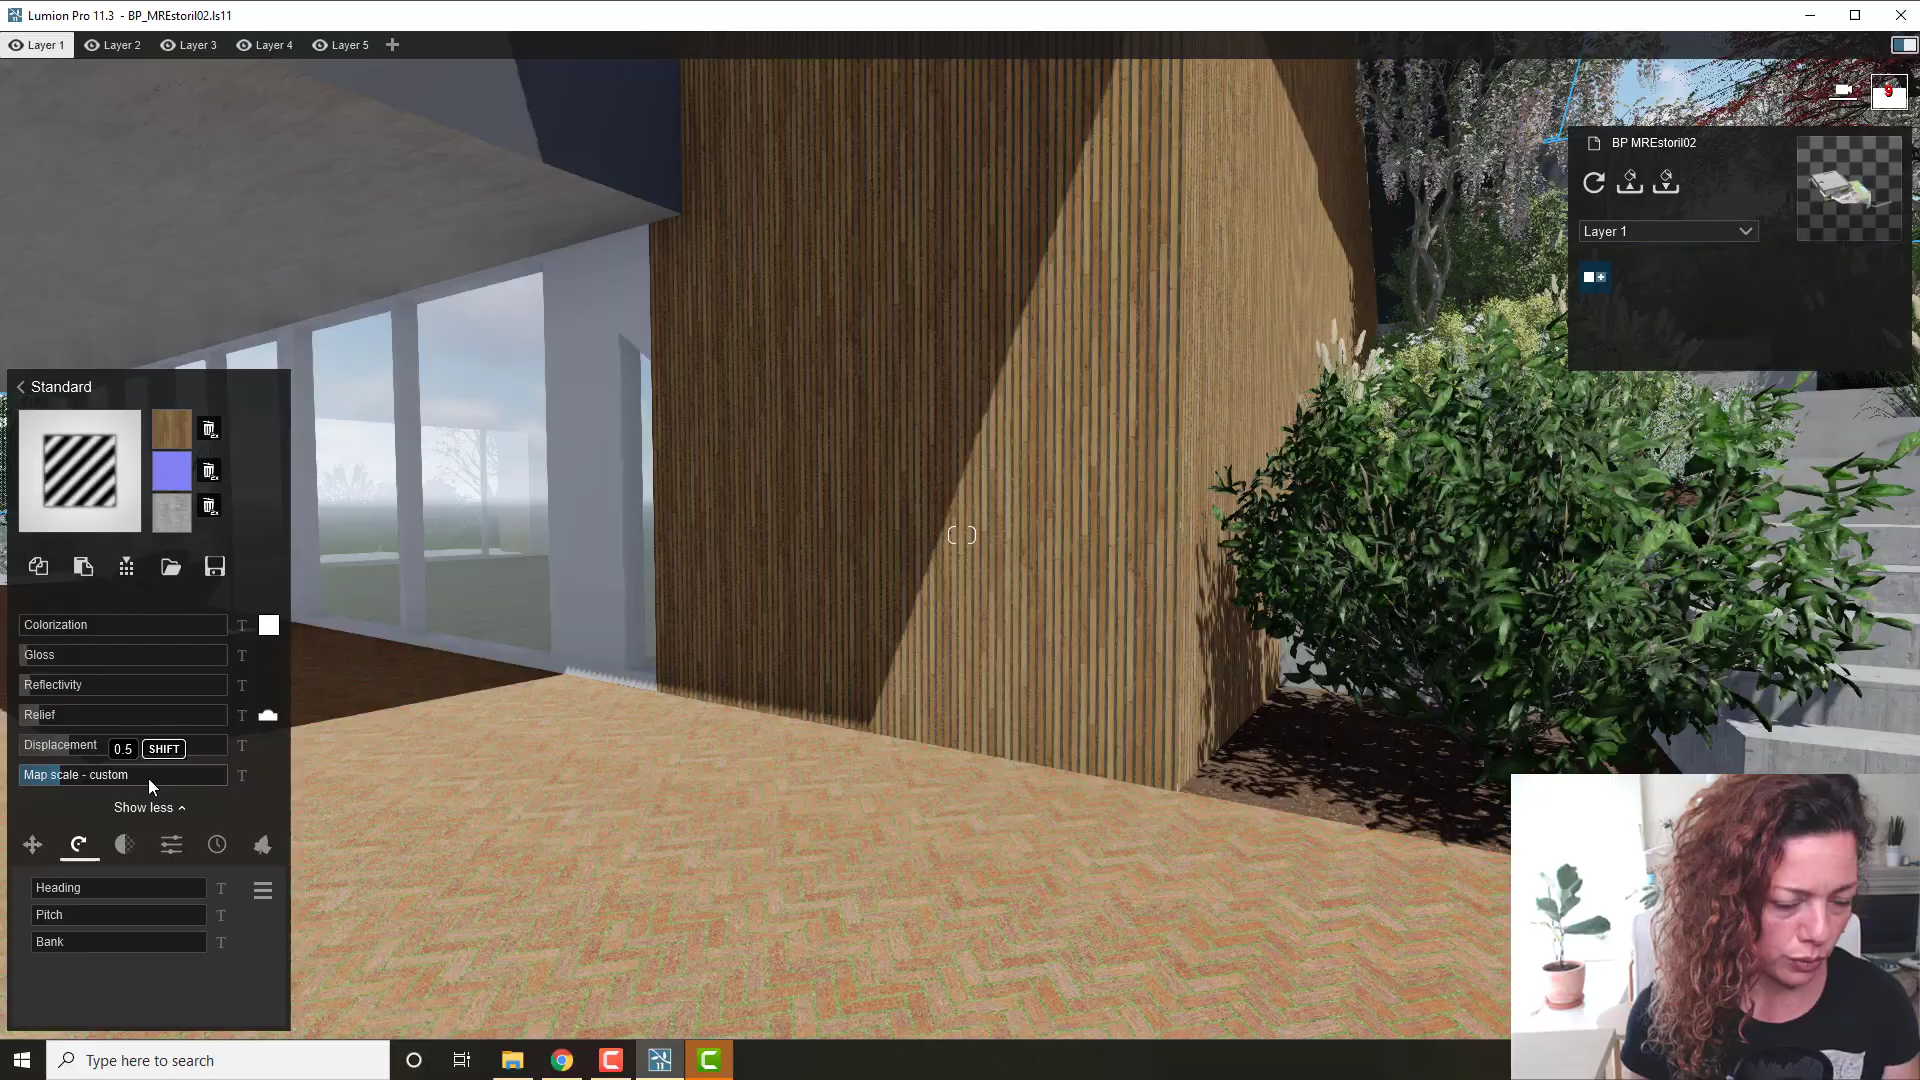 Lumion Pro 11.3 - BP_MREstoril02.ls11
Layer 1
Layer 2
Layer 3
Layer 4
Layer 5
9
BP MREstoril02
Layer 1
Standard
Colorization
T
Gloss
T
Reflectivity
T
Relief
T
Displacement
0.5
SHIFT
T
Map scale - custom
T
Show less
Heading
T
Pitch
T
Bank
T
Type here to search
11